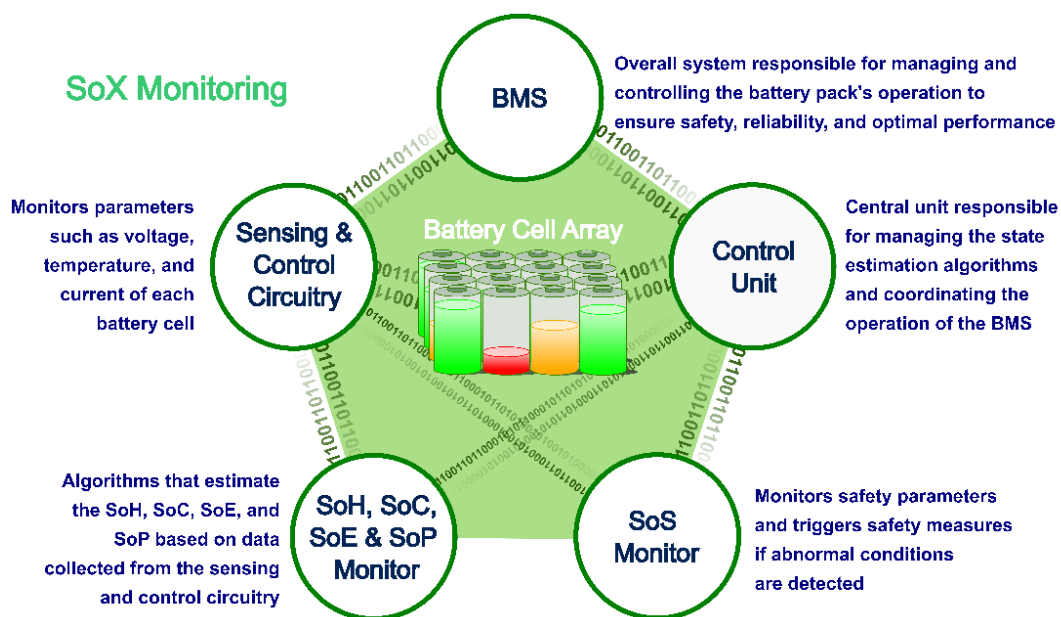 SoX Monitoring
BMS
Overall system responsible for managing and
controlling the battery pack's operation to
ensure safety, reliability, and optimal performance
Monitors parameters
such as voltage,
temperature, and
current of each
battery cell
Sensing &
Control
Circuitry
Battery Cell Array
Control
Unit
Central unit responsible
for managing the state
estimation algorithms
and coordinating the
operation of the BMS
Algorithms that estimate
the SoH, SoC, SoE, and
SoP based on data
collected from the sensing
and control circuitry
SoH, SoC,
SoE & SoP
Monitor
SoS
Monitor
Monitors safety parameters
and triggers safety measures
if abnormal conditions
are detected